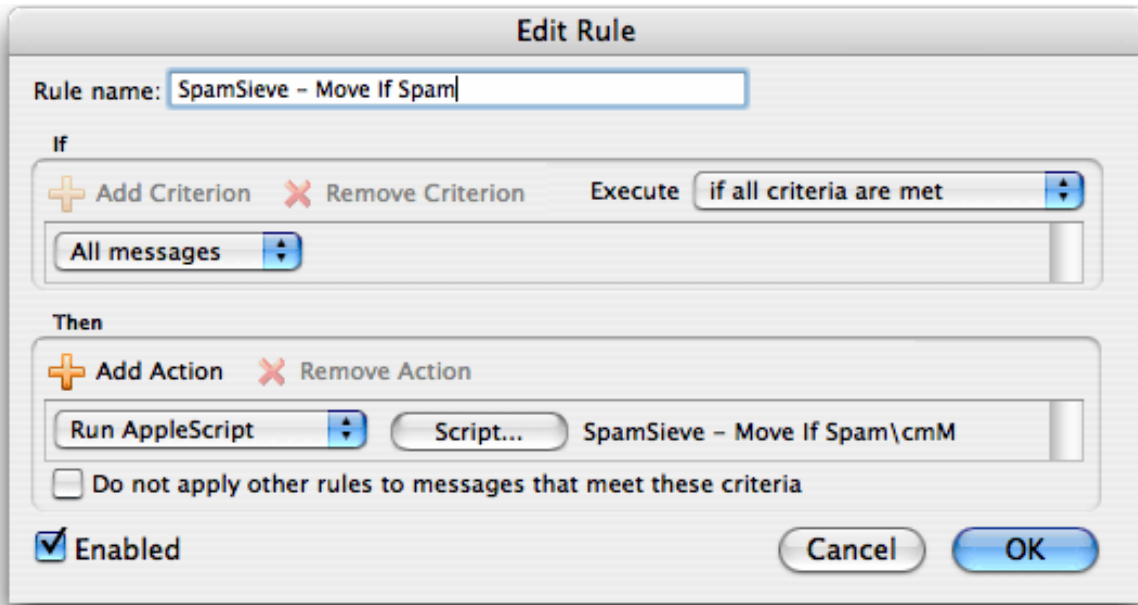 Edit Rule
Rule name: SpamSieve – Move If Spam
If
Add Criterion Remove Criterion Execute if all criteria are met
All messages
Then
Add Action Remove Action
Run AppleScript Script... SpamSieve – Move If Spam\cmM
Do not apply other rules to messages that meet these criteria
Enabled Cancel OK